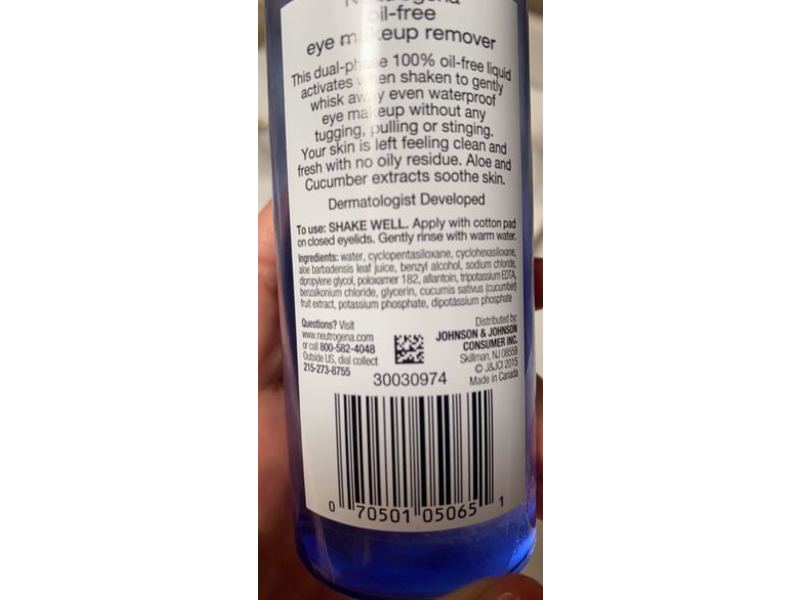 Neutrogena
oil-free
eye makeup remover
This dual-phase 100% oil-free liquid
activates when shaken to gently
whisk away even waterproof
eye makeup without any
tugging, pulling or stinging.
Your skin is left feeling clean and
fresh with no oily residue. Aloe and
Cucumber extracts soothe skin.
Dermatologist Developed
To use: SHAKE WELL. Apply with cotton pad
on closed eyelids. Gently rinse with warm water.
Ingredients: water, cyclopentasiloxane, cyclohexasiloxane,
aloe barbadensis leaf juice, benzyl alcohol, sodium chloride,
dipropylene glycol, poloxamer 182, allantoin, tripotassium EDTA,
benzalkonium chloride, glycerin, cucumis sativus (cucumber)
fruit extract, potassium phosphate, dipotassium phosphate
Questions? Visit
www.neutrogena.com
or call 800-582-4048
Outside US, dial collect
215-273-8755
Distributed by:
JOHNSON & JOHNSON
CONSUMER INC.
Skillman, NJ 08558
© J&JCI 2015
Made in Canada
30030974
0 70501 05065 1